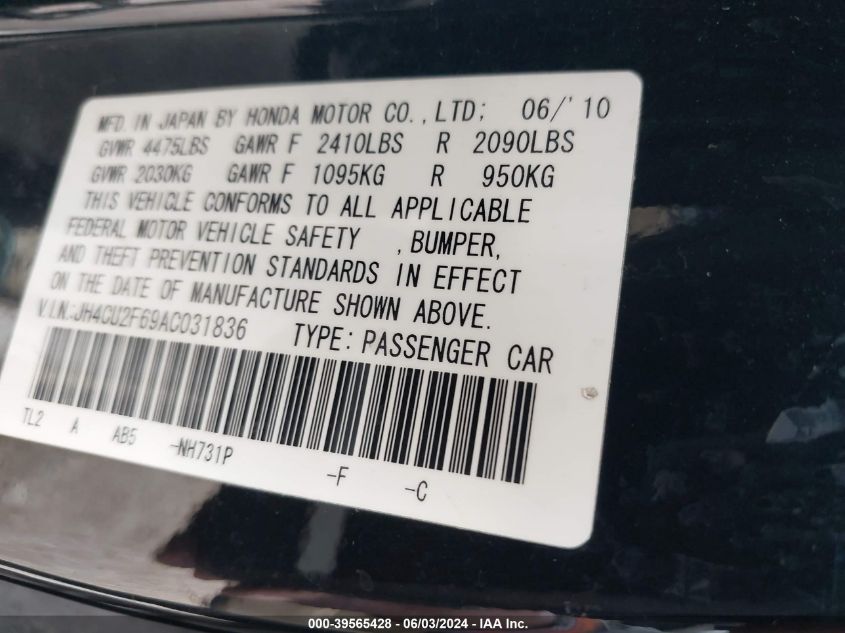 MFD. IN JAPAN BY HONDA MOTOR CO.,LTD; 06/'10
GVWR 4475LBS GAWR F 2410LBS R 2090LBS
GVWR 2030KG GAWR F 1095KG R 950KG
THIS VEHICLE CONFORMS TO ALL APPLICABLE
FEDERAL MOTOR VEHICLE SAFETY ,BUMPER,
AND THEFT PREVENTION STANDARDS IN EFFECT
ON THE DATE OF MANUFACTURE SHOWN ABOVE.
V.I.N.:JH4CU2F69AC031836 TYPE: PASSENGER CAR
TL2 A AB5 -NH731P -F -C
000-39565428 - 06/03/2024 - IAA Inc.